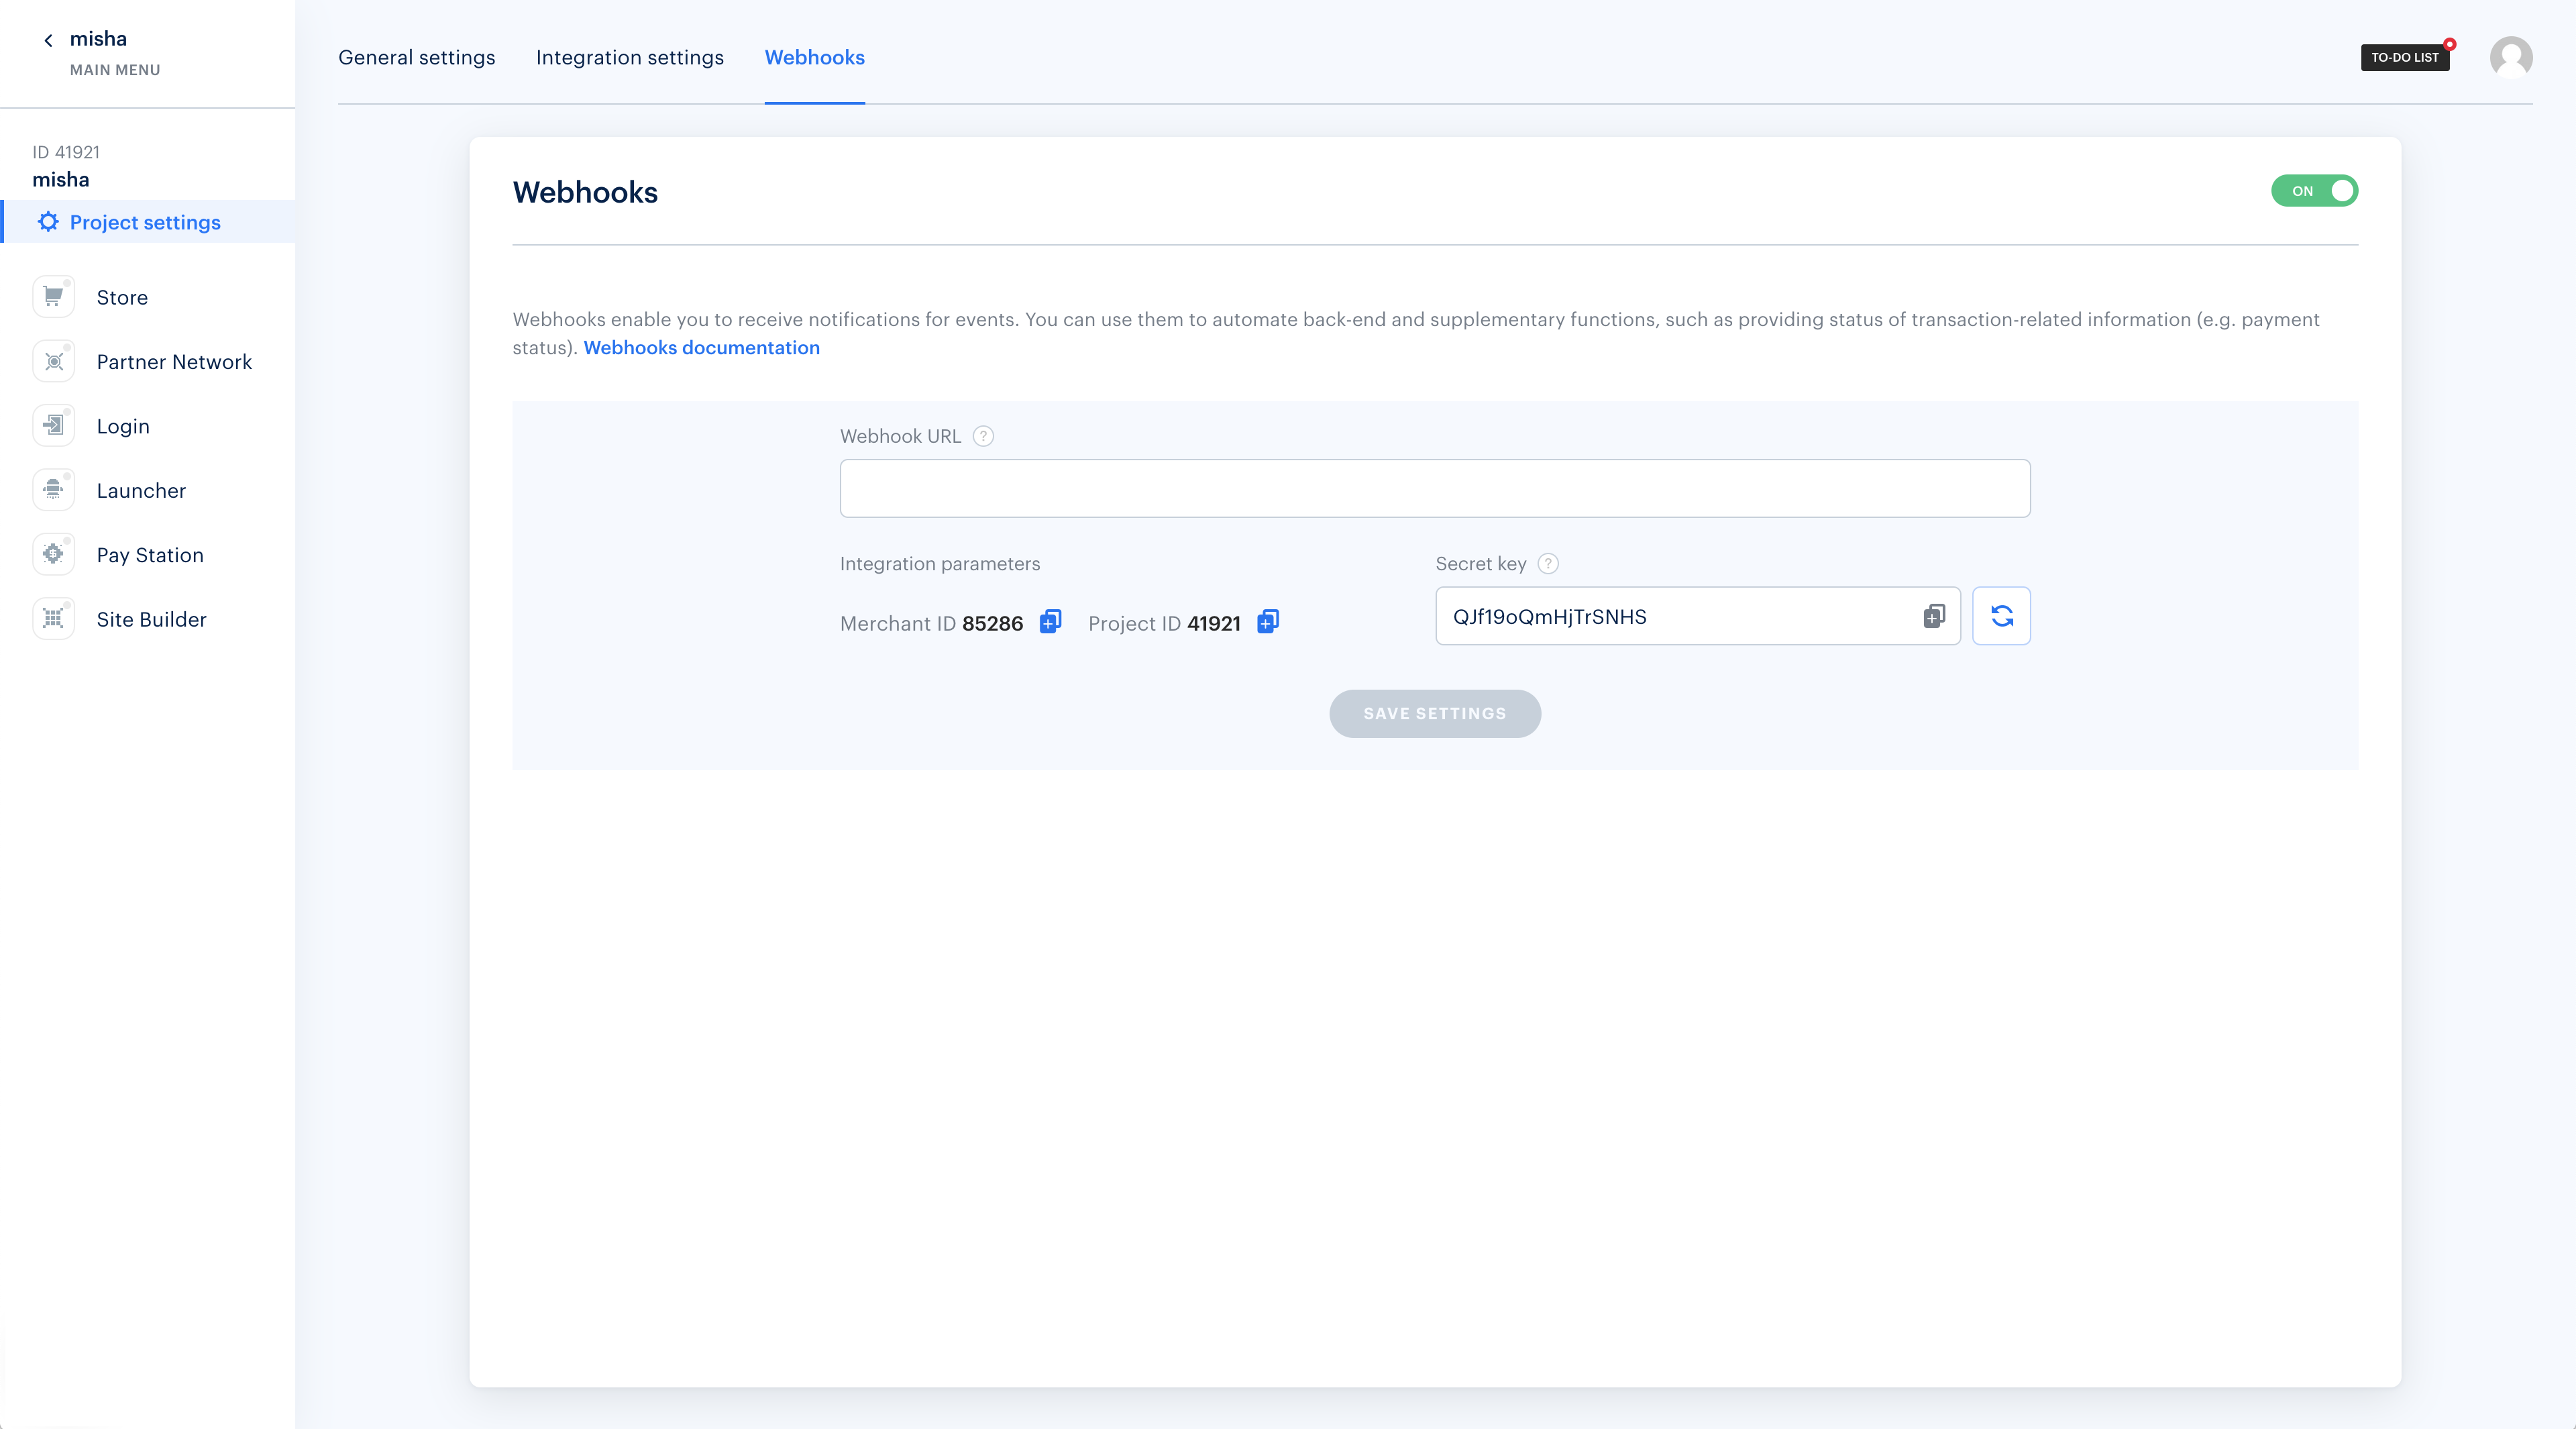 misha
MAIN MENU
ID 41921
misha
Project settings
Store
Partner Network
Login
Launcher
Pay Station
Site Builder
General settings
Integration settings
Webhooks
TO-DO LIST
Webhooks
ON
Webhooks enable you to receive notifications for events. You can use them to automate back-end and supplementary functions, such as providing status of transaction-related information (e.g. payment
status). Webhooks documentation
Webhook URL ?
Integration parameters
Merchant ID 85286
Project ID 41921
Secret key ?
QJf19oQmHjTrSNHS
SAVE SETTINGS